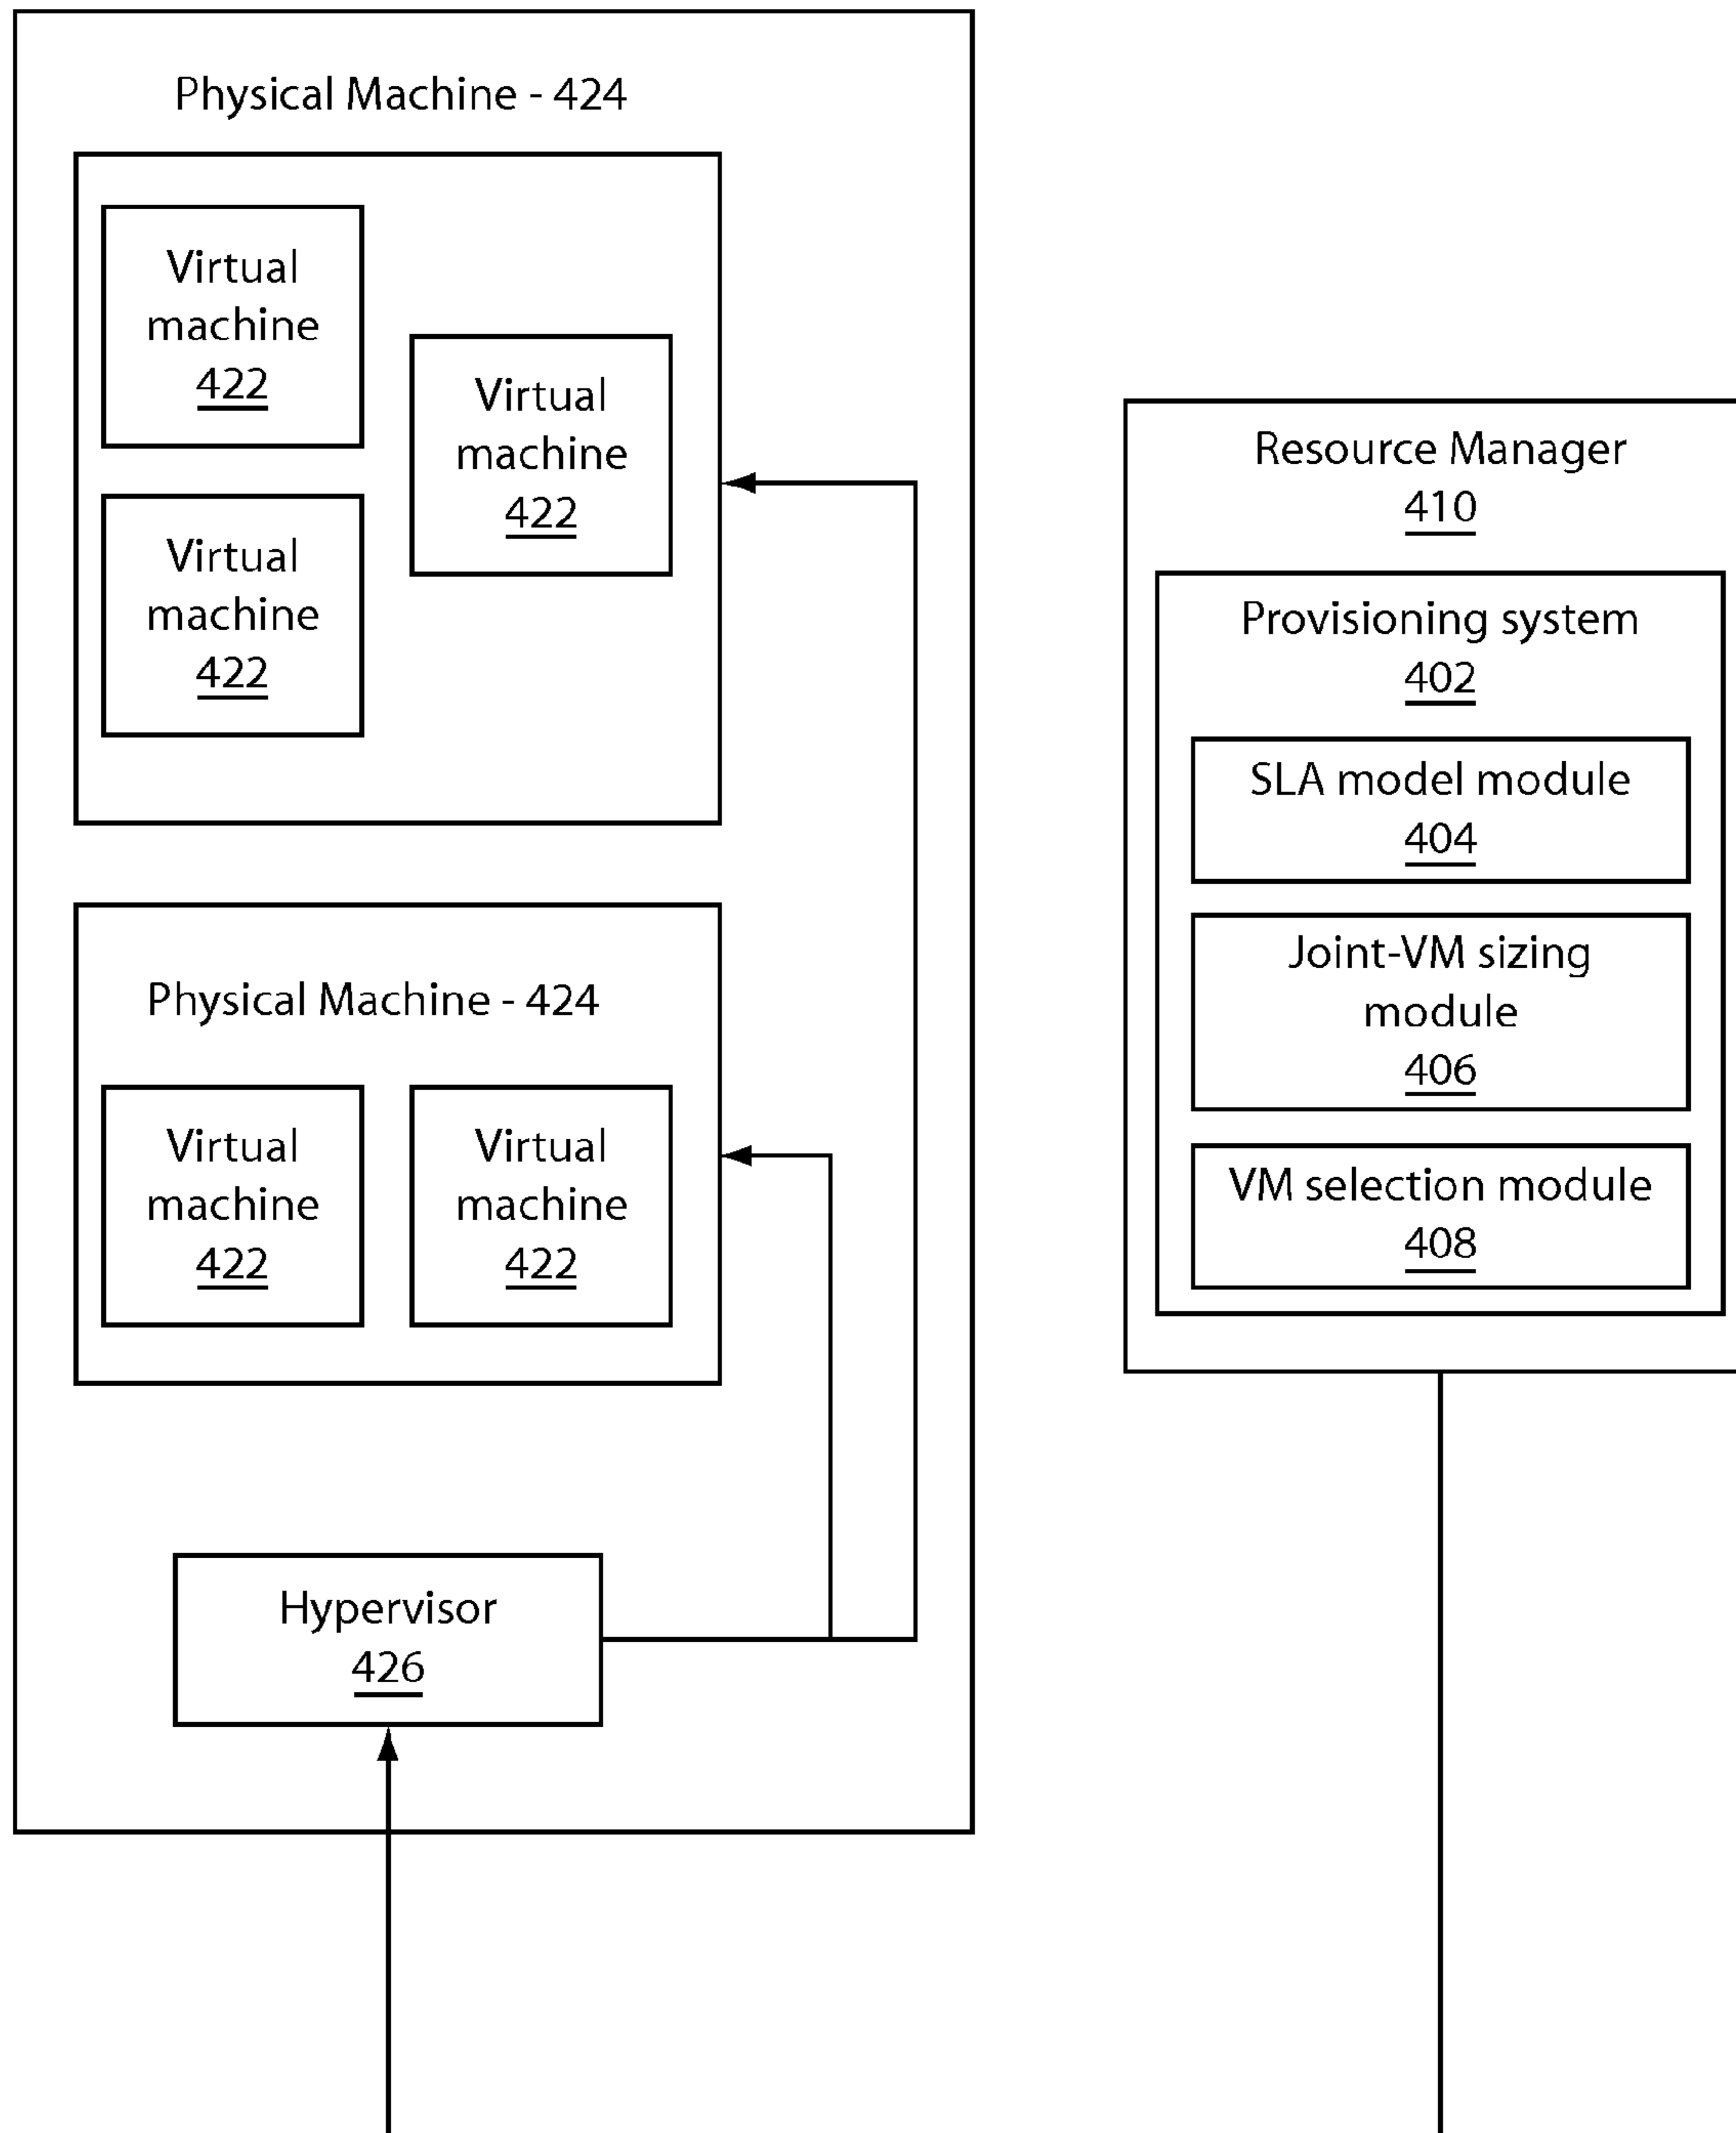 Physical Machine - 424
Virtual
machine
422
Virtual
machine
422
Virtual
machine
422
Physical Machine - 424
Virtual
machine
422
Virtual
machine
422
Hypervisor
426
Resource Manager
410
Provisioning system
402
SLA model module
404
Joint-VM sizing
module
406
VM selection module
408